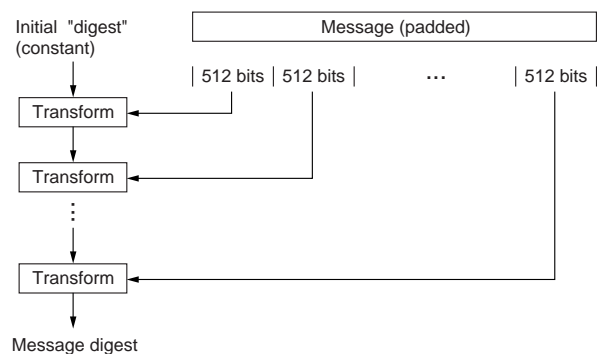 Initial "digest"
(constant)
Message (padded)
512 bits 512 bits ... 512 bits
Transform
Transform
⋮
Transform
Message digest